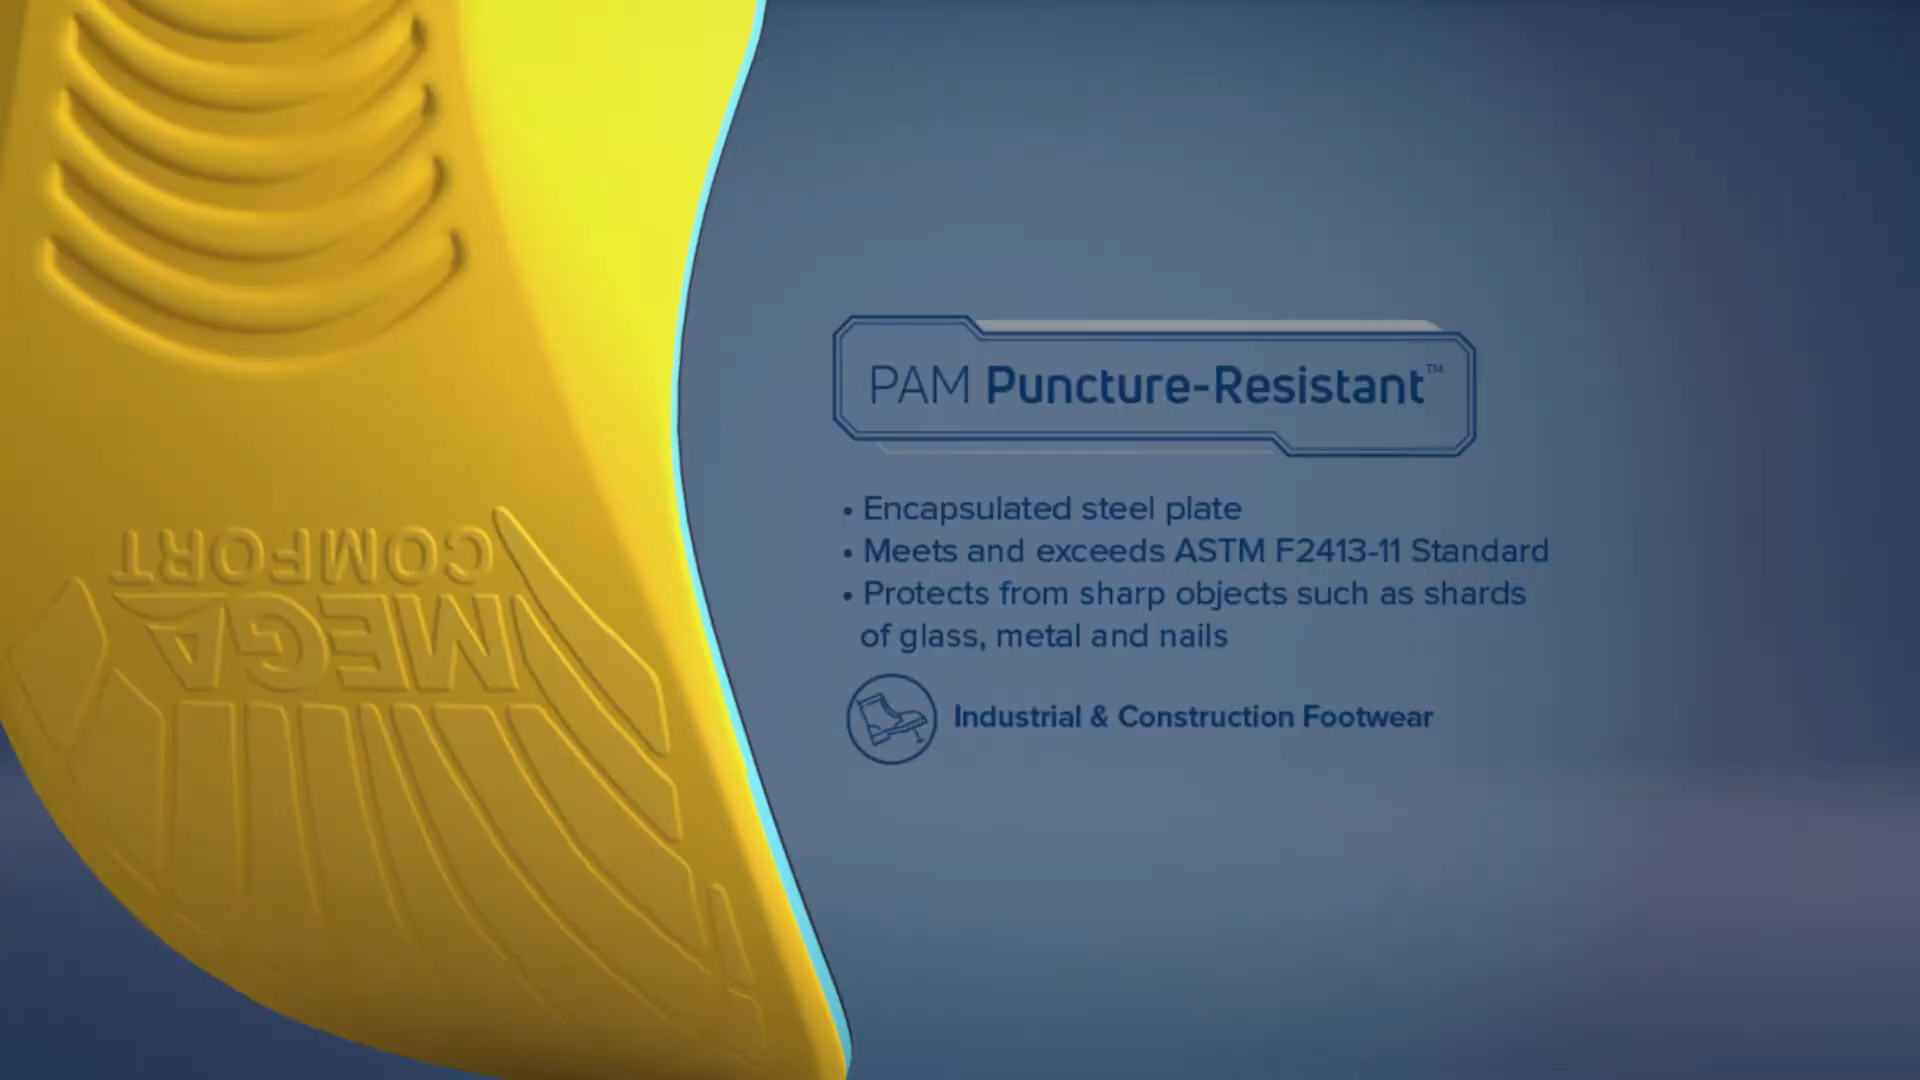 PAM Puncture-Resistant™
• Encapsulated steel plate
• Meets and exceeds ASTM F2413-11 Standard
• Protects from sharp objects such as shards
of glass, metal and nails
Industrial & Construction Footwear
MEGA
COMFORT